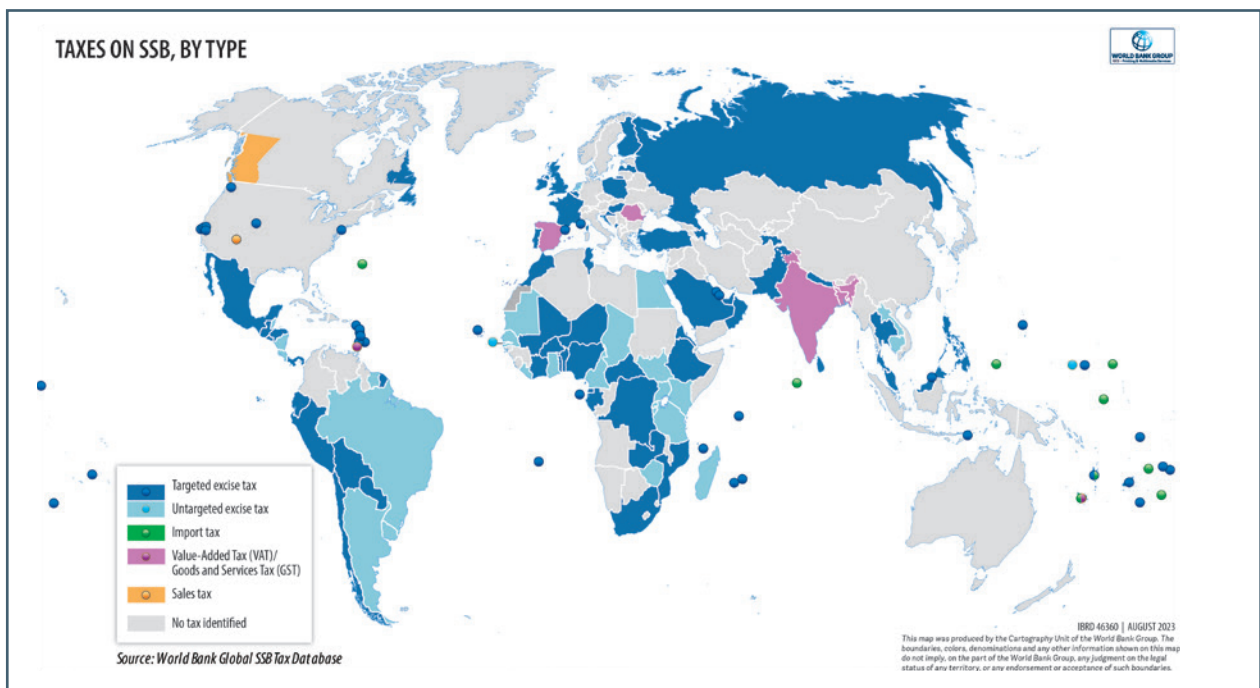 TAXES ON SSB, BY TYPE
WORLD BANK GROUP
Targeted excise tax
Untargeted excise tax
Import tax
Value-Added Tax (VAT)/
Goods and Services Tax (GST)
Sales tax
No tax identified
Source: World Bank Global SSB Tax Database
IBRD 46360 | AUGUST 2023
This map was produced by the Cartography Unit of the World Bank Group. The
boundaries, colors, denominations and any other information shown on this map
do not imply, on the part of the World Bank Group, any judgment on the legal
status of any territory, or any endorsement or acceptance of such boundaries.